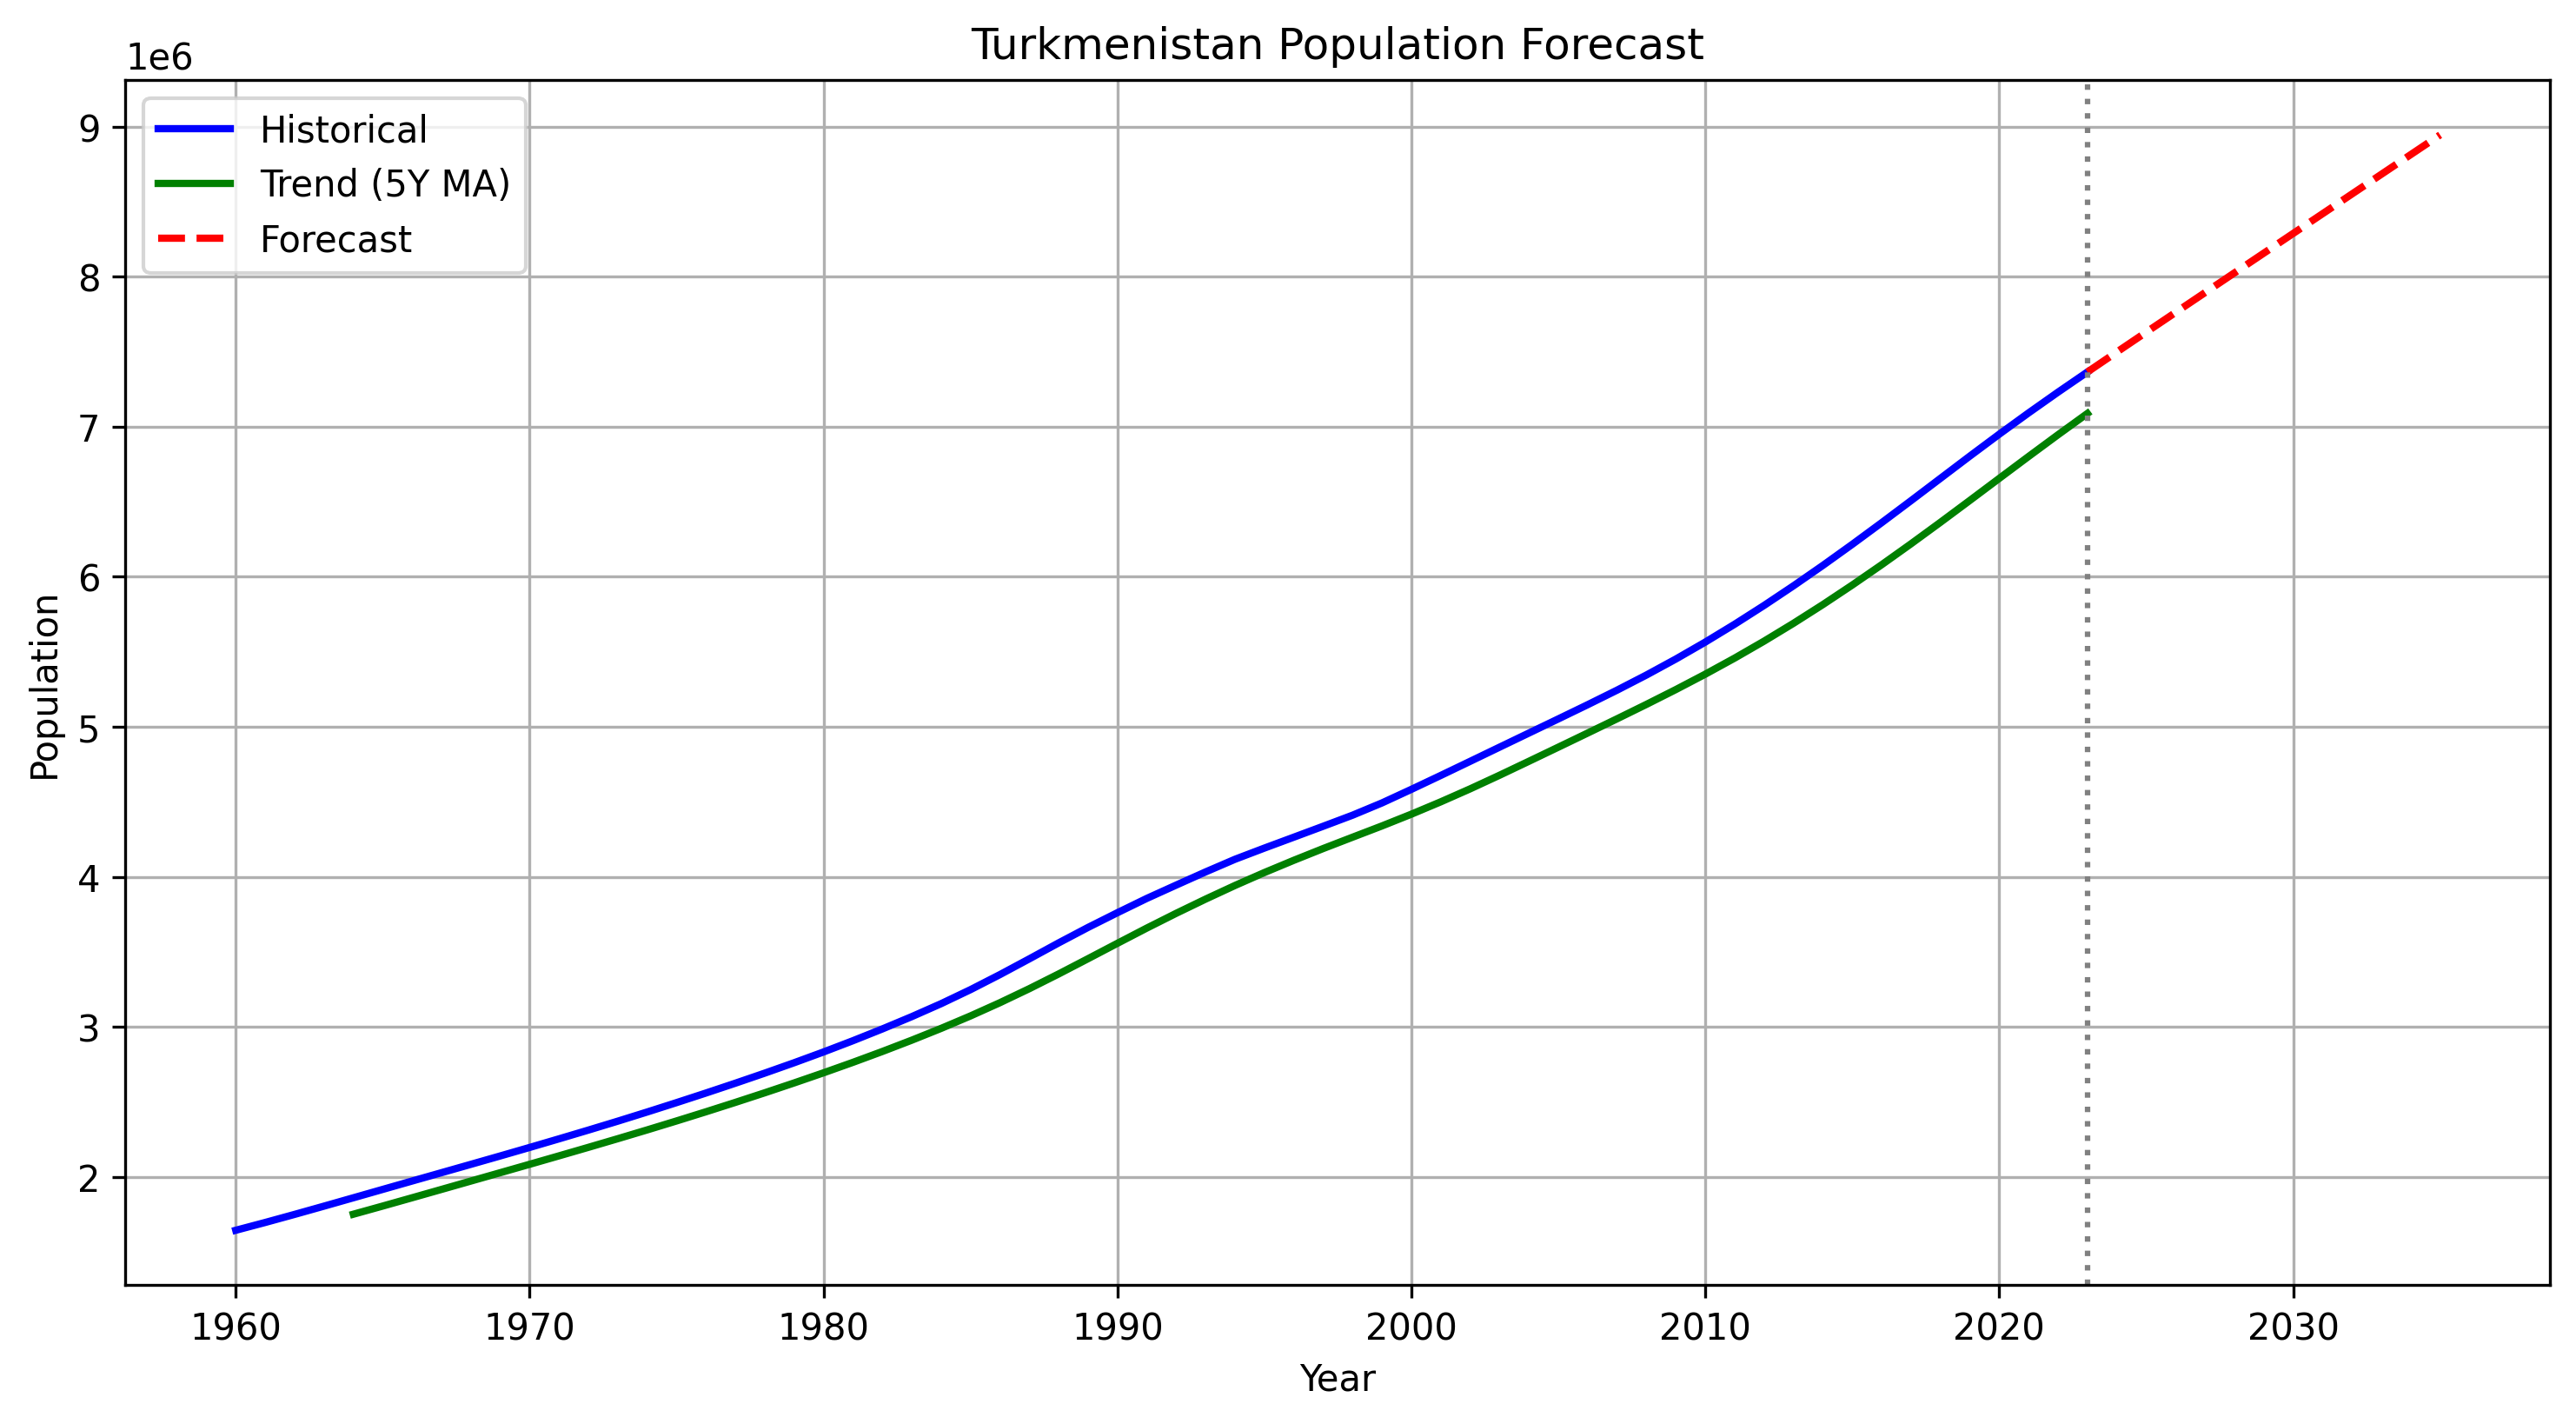 Turkmenistan Population Forecast
1e6
Historical
Trend (5Y MA)
Forecast
9
8
7
6
5
4
3
2
Population
1960 1970 1980 1990 2000 2010 2020 2030
Year